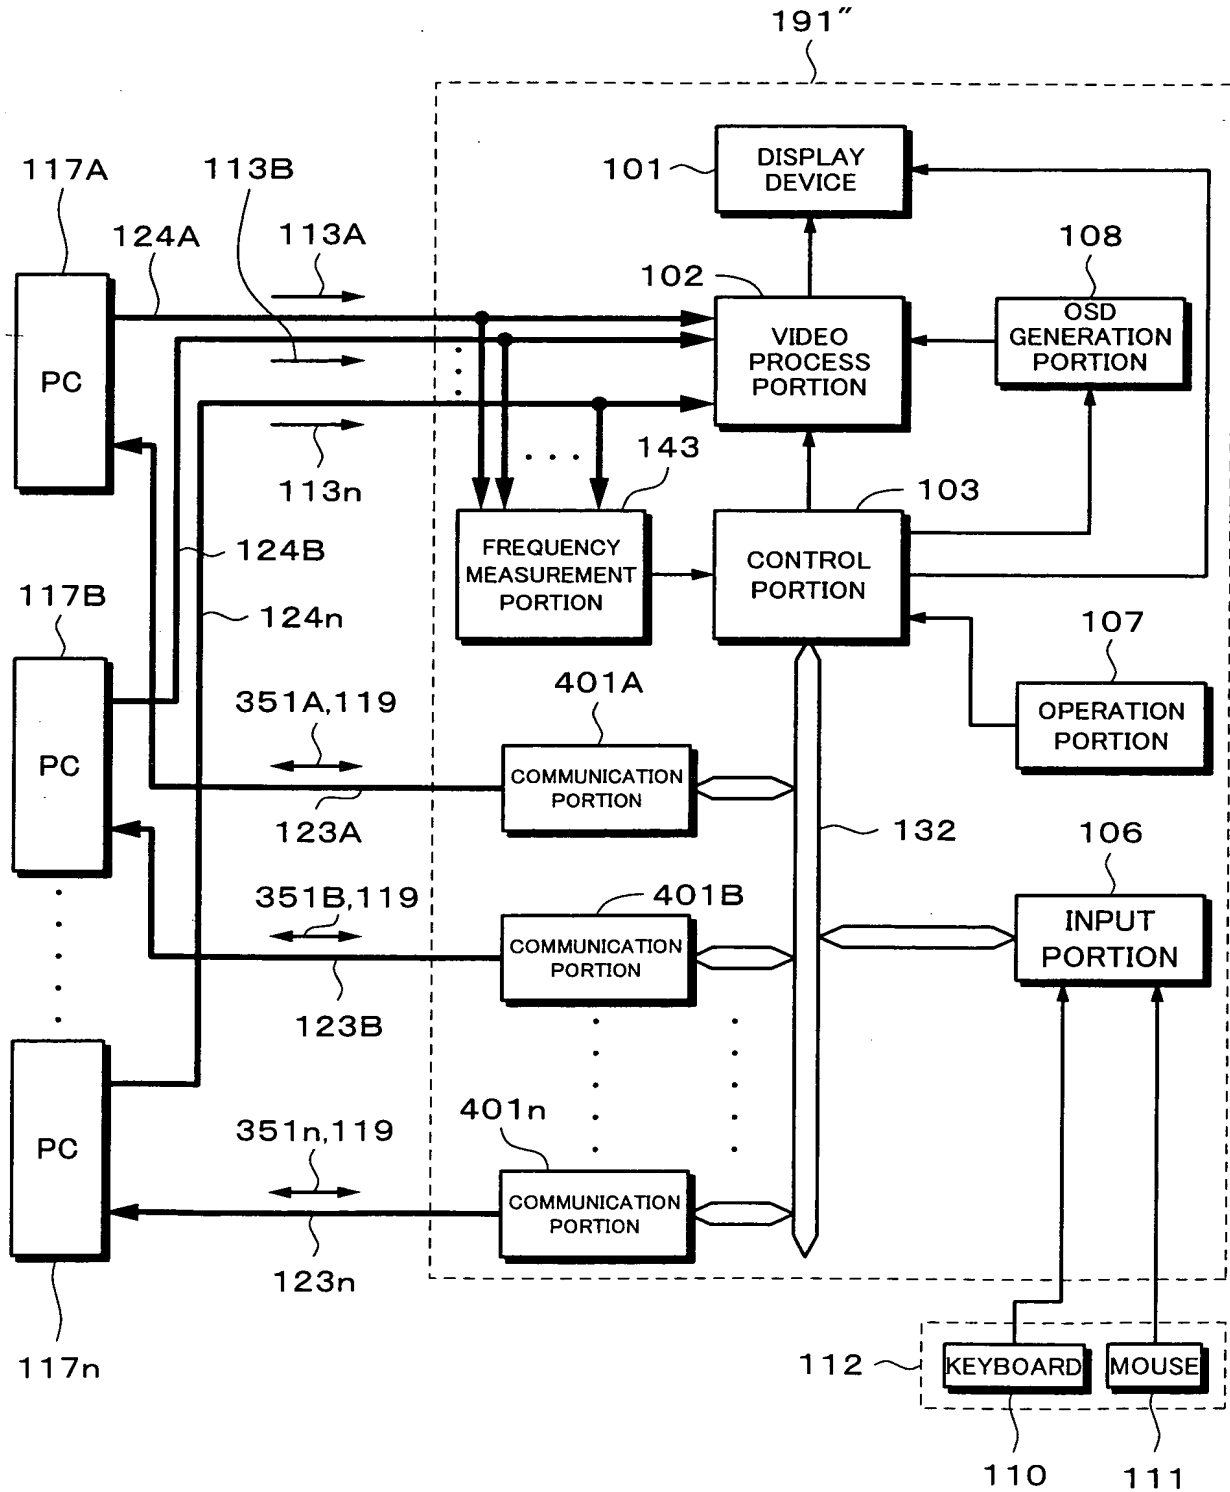 191″
117A
113B
101
DISPLAY
DEVICE
124A
113A
102
108
PC
VIDEO
PROCESS
PORTION
OSD
GENERATION
PORTION
113n
143
103
124B
FREQUENCY
MEASUREMENT
PORTION
CONTROL
PORTION
117B
124n
107
351A,119
401A
OPERATION
PORTION
PC
COMMUNICATION
PORTION
123A
132
106
351B,119
401B
INPUT
PORTION
COMMUNICATION
PORTION
123B
401n
351n,119
PC
COMMUNICATION
PORTION
123n
117n
112
KEYBOARD
MOUSE
110
111